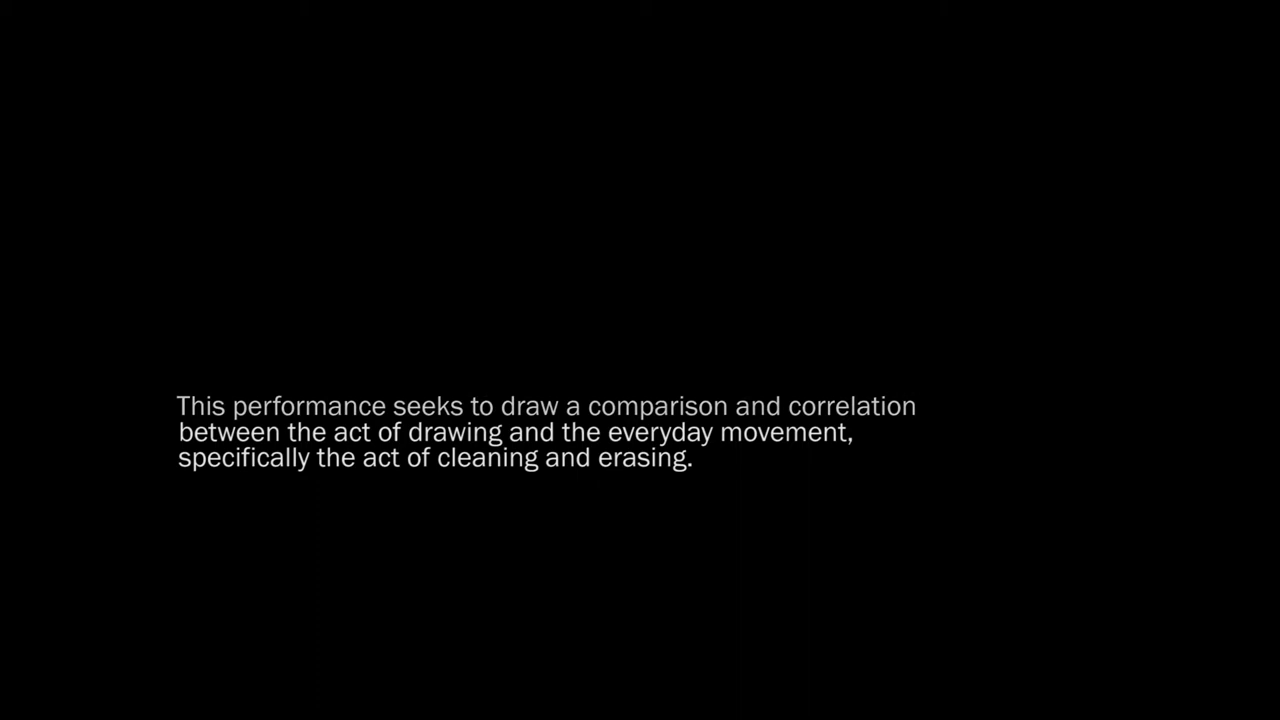 This performance seeks to draw a comparison and correlation
between the act of drawing and the everyday movement,
specifically the act of cleaning and erasing.